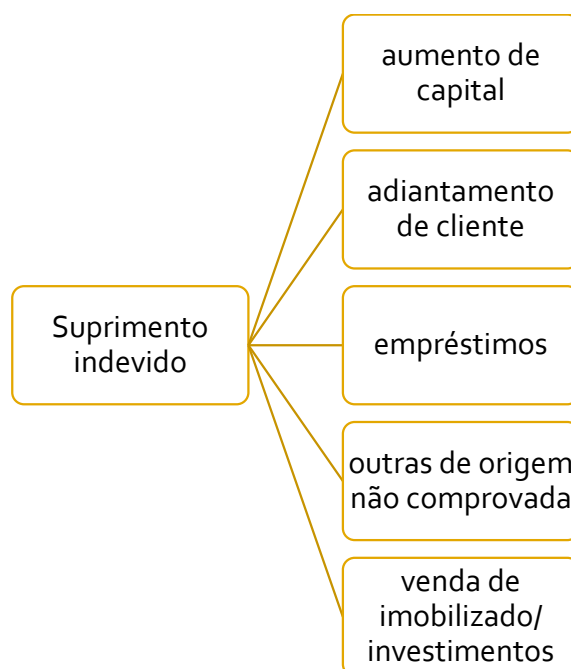 Suprimento
indevido
aumento de
capital
adiantamento
de cliente
empréstimos
outras de origem
não comprovada
venda de
imobilizado/
investimentos